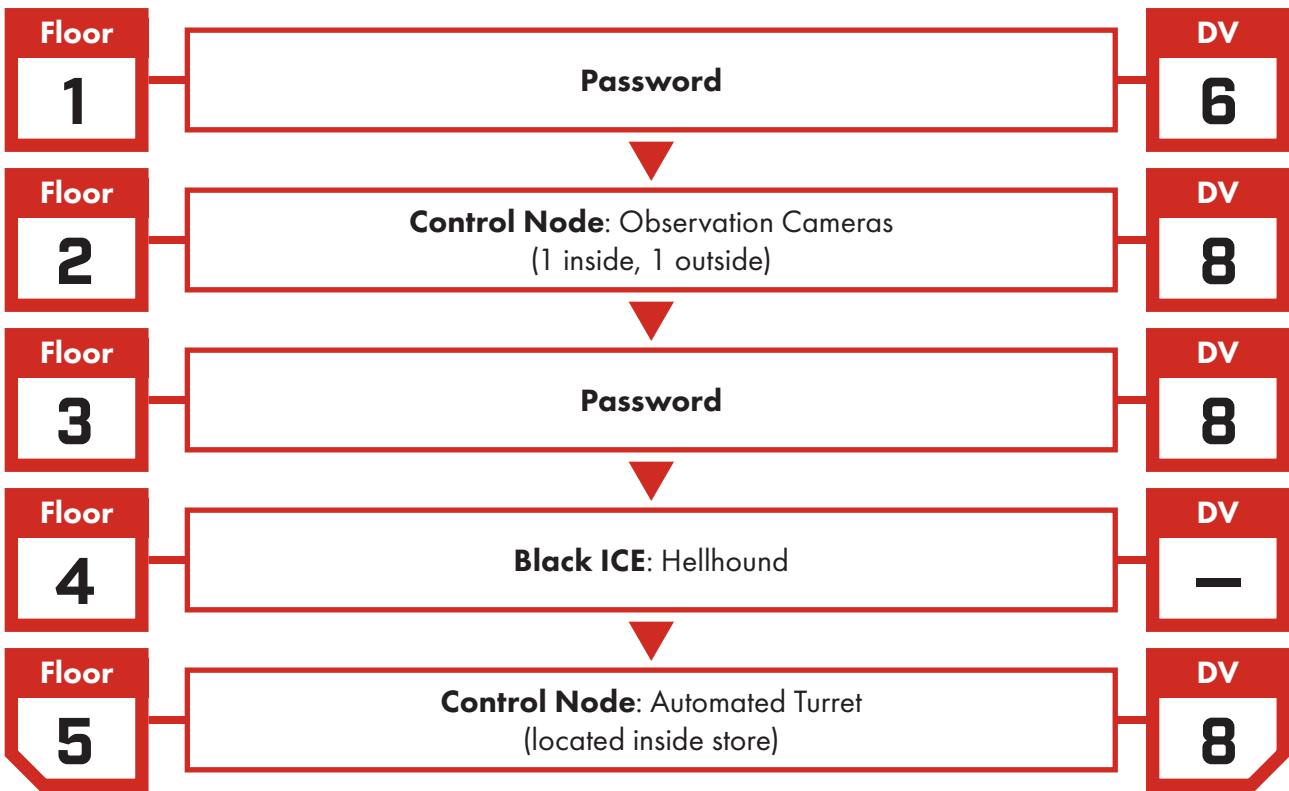 Floor
1
Password
DV
6
Floor
2
Control Node: Observation Cameras
(1 inside, 1 outside)
DV
8
Floor
3
Password
DV
8
Floor
4
Black ICE: Hellhound
DV
—
Floor
5
Control Node: Automated Turret
(located inside store)
DV
8